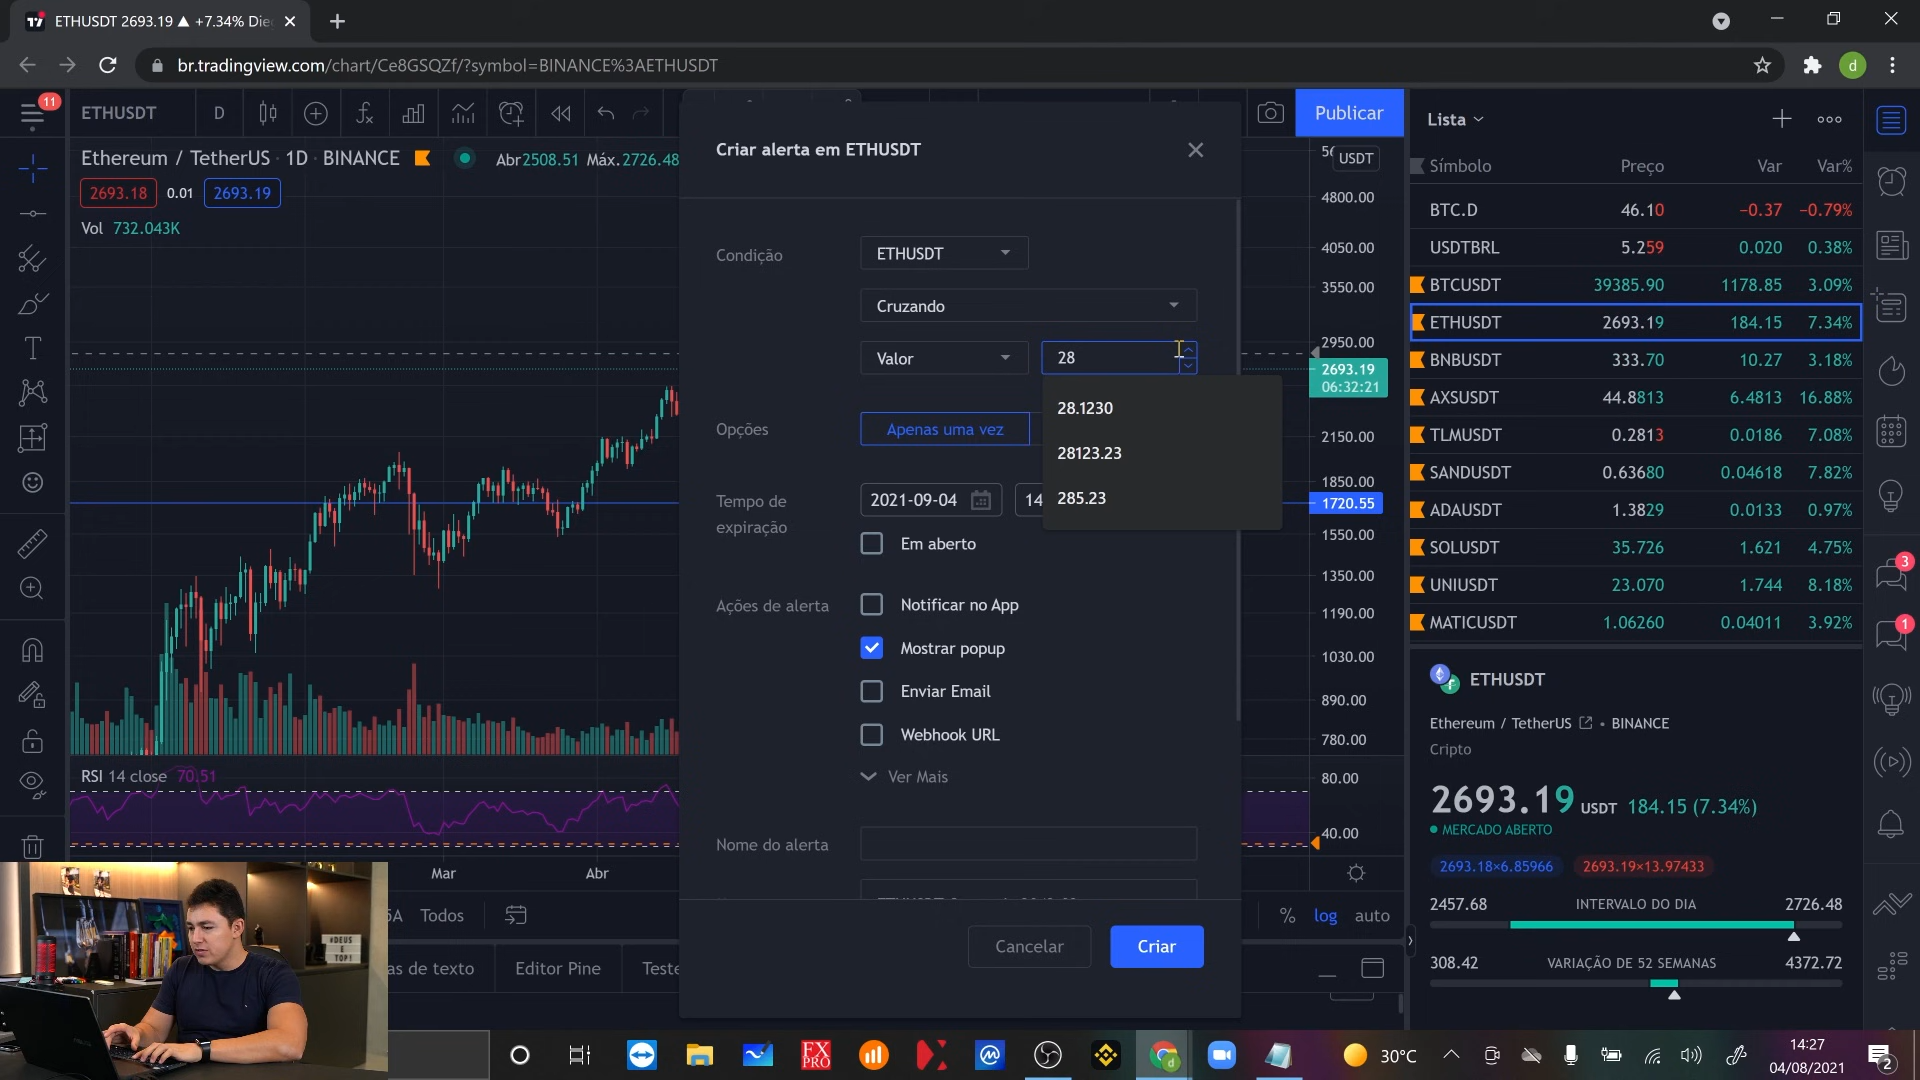 ETHUSDT 2693.19 ▲ +7.34% Die
br.tradingview.com/chart/Ce8GSQZf/?symbol=BINANCE%3AETHUSDT
d
11
ETHUSDT
D
Publicar
Ethereum / TetherUS · 1D · BINANCE
Abr2508.51 Máx.2726.48
2693.18
0.01
2693.19
Vol 732.043K
RSI 14 close 70.51
Mar
Abr
5A
Todos
as de texto
Editor Pine
Teste
#DEUS
E TOP!
Criar alerta em ETHUSDT
Condição
ETHUSDT
Cruzando
Valor
28
28.1230
28123.23
285.23
Opções
Apenas uma vez
Tempo de
expiração
2021-09-04
14
Em aberto
Ações de alerta
Notificar no App
Mostrar popup
Enviar Email
Webhook URL
Ver Mais
Nome do alerta
Cancelar
Criar
USDT
4800.00
4050.00
3550.00
2950.00
2693.19
06:32:21
2150.00
1850.00
1720.55
1550.00
1350.00
1190.00
1030.00
890.00
780.00
80.00
40.00
%
log
auto
Lista
Símbolo Preço Var Var%
BTC.D 46.10 −0.37 −0.79%
USDTBRL 5.259 0.020 0.38%
BTCUSDT 39385.90 1178.85 3.09%
ETHUSDT 2693.19 184.15 7.34%
BNBUSDT 333.70 10.27 3.18%
AXSUSDT 44.8813 6.4813 16.88%
TLMUSDT 0.2813 0.0186 7.08%
SANDUSDT 0.63680 0.04618 7.82%
ADAUSDT 1.3829 0.0133 0.97%
SOLUSDT 35.726 1.621 4.75%
UNIUSDT 23.070 1.744 8.18%
MATICUSDT 1.06260 0.04011 3.92%
3
1
ETHUSDT
Ethereum / TetherUS • BINANCE
Cripto
2693.19 USDT 184.15 (7.34%)
MERCADO ABERTO
2693.18×6.85966
2693.19×13.97433
2457.68 INTERVALO DO DIA 2726.48
308.42 VARIAÇÃO DE 52 SEMANAS 4372.72
FX
PRO
d
30°C
14:27
04/08/2021
2